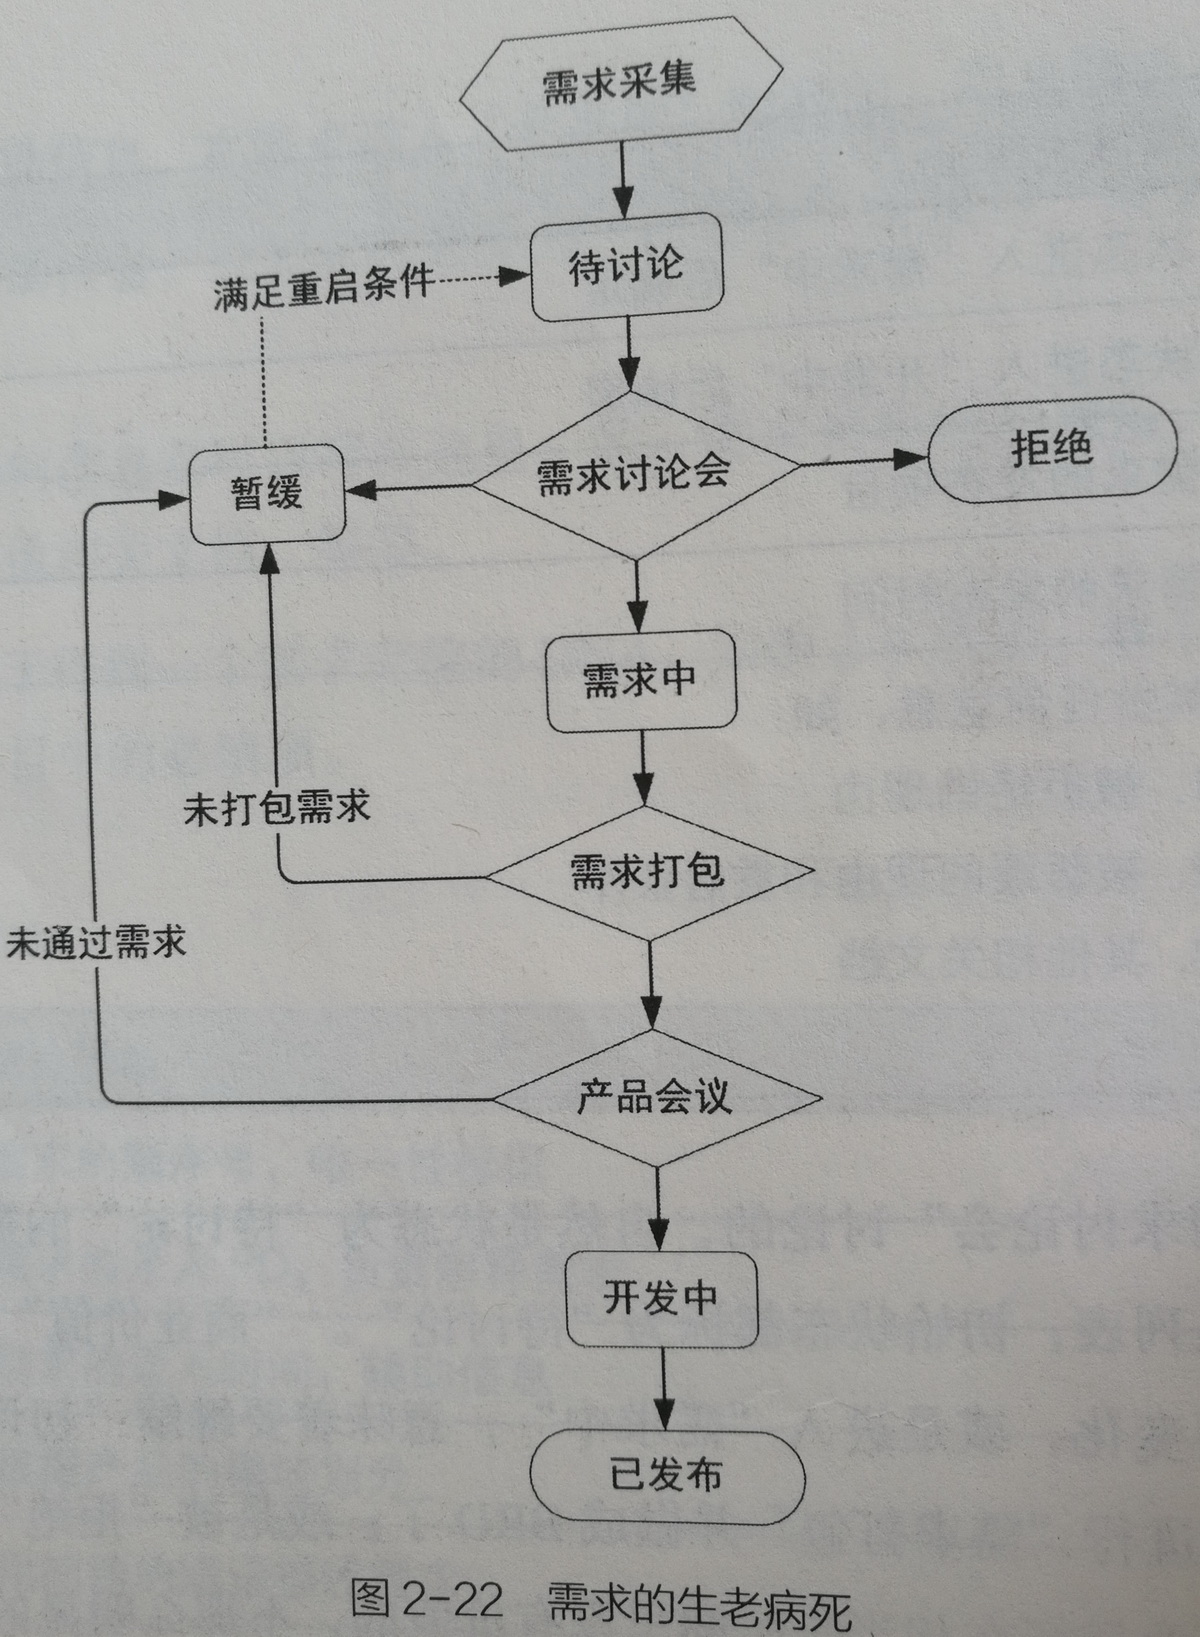 需求采集
待讨论
满足重启条件
需求讨论会
拒绝
暂缓
需求中
未打包需求
需求打包
未通过需求
产品会议
开发中
已发布
图 2-22 需求的生老病死